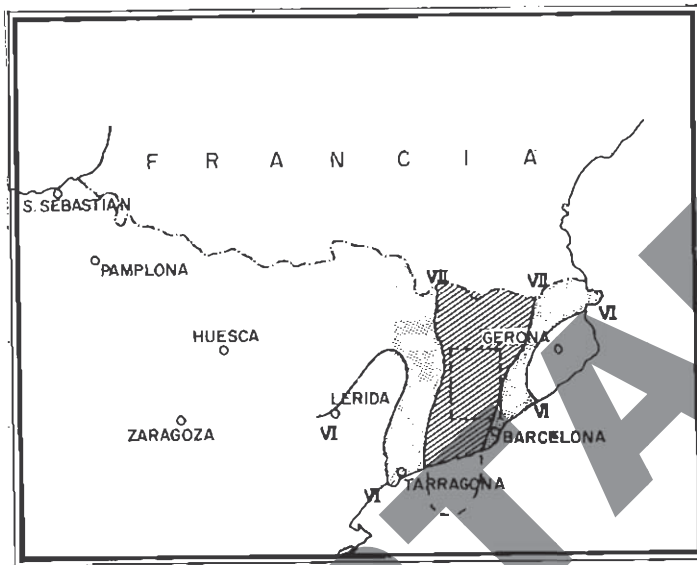 F R A N C I A
S. SEBASTIAN
PAMPLONA
VII
VII
VI
HUESCA
GERONA
LERIDA
VI
VI
ZARAGOZA
BARCELONA
TARRAGONA
VI